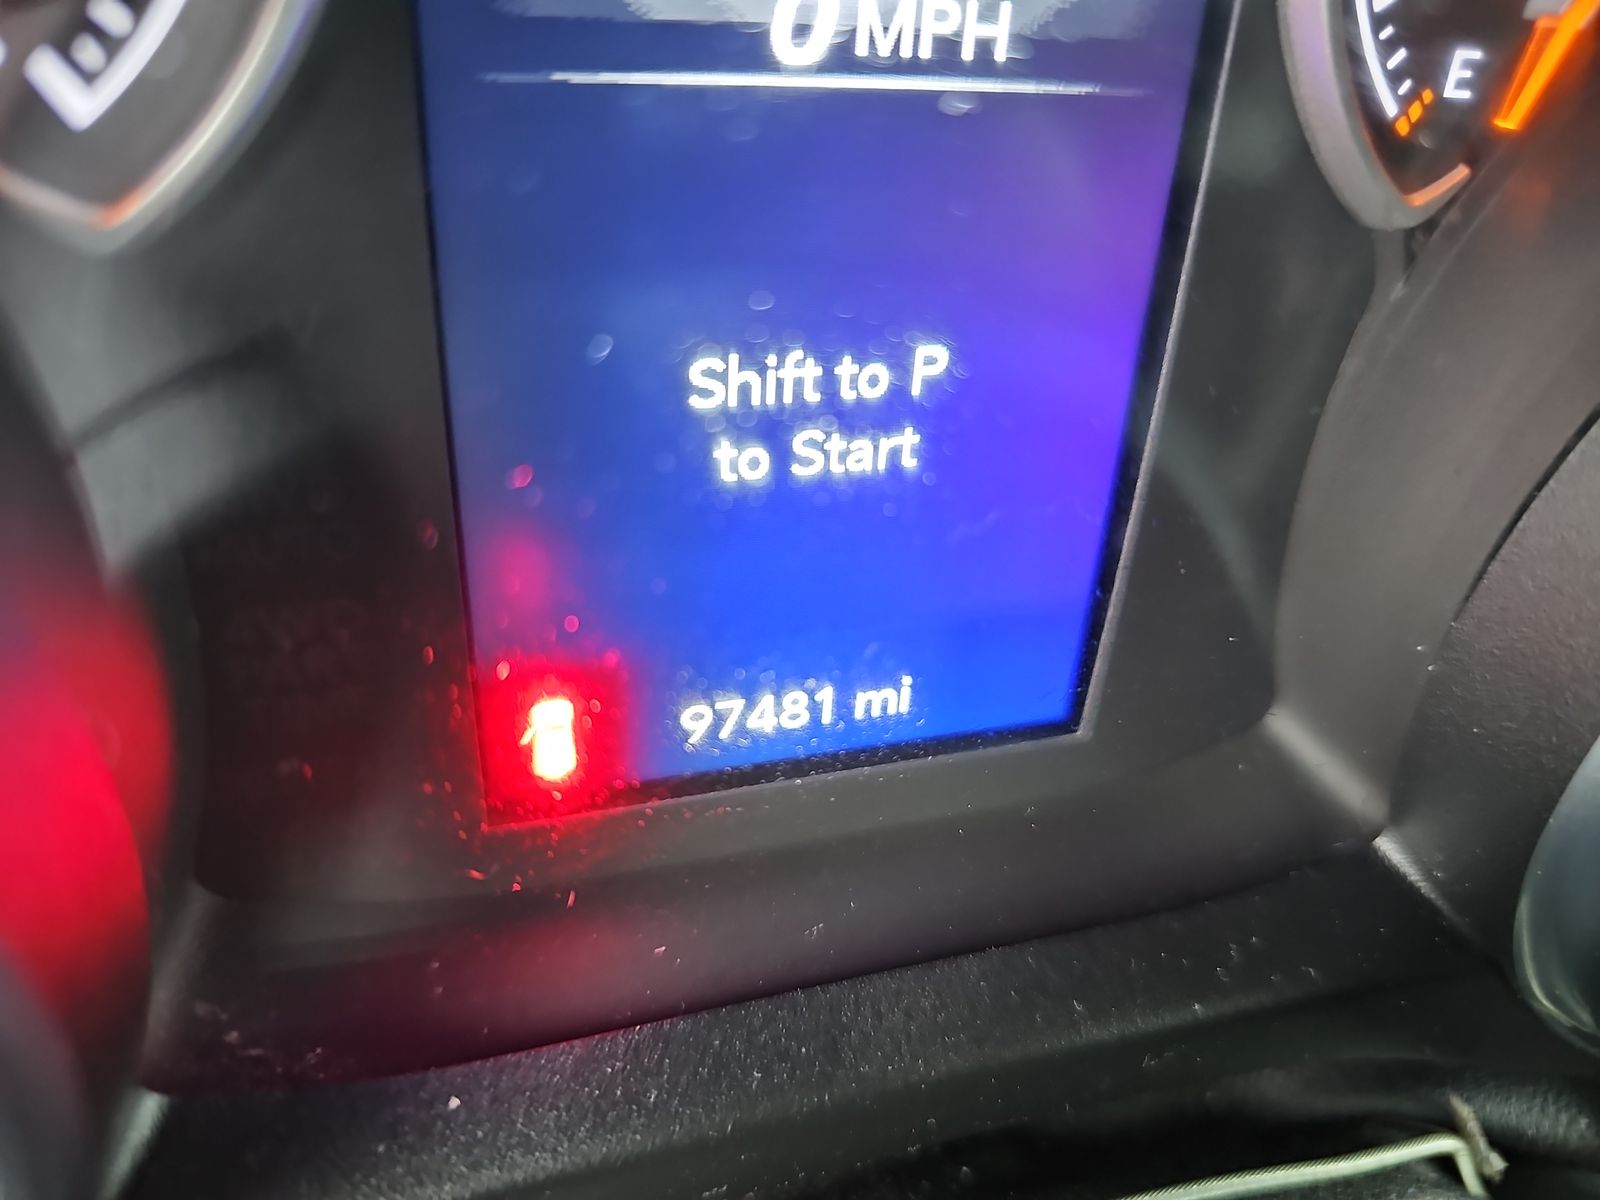 0 MPH
E
Shift to P
to Start
97481 mi